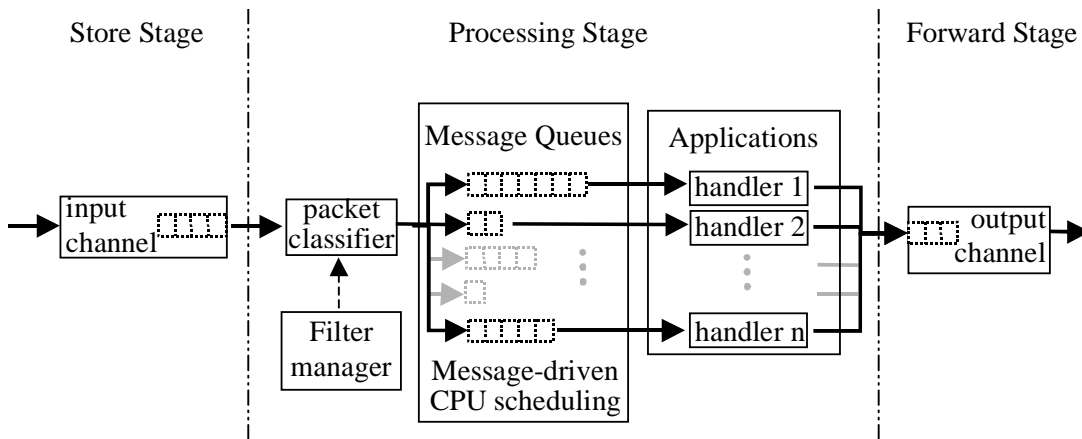 Store Stage
Processing Stage
Forward Stage
Message Queues
Applications
input
channel
packet
classifier
handler 1
handler 2
handler n
output
channel
Filter
manager
Message-driven
CPU scheduling